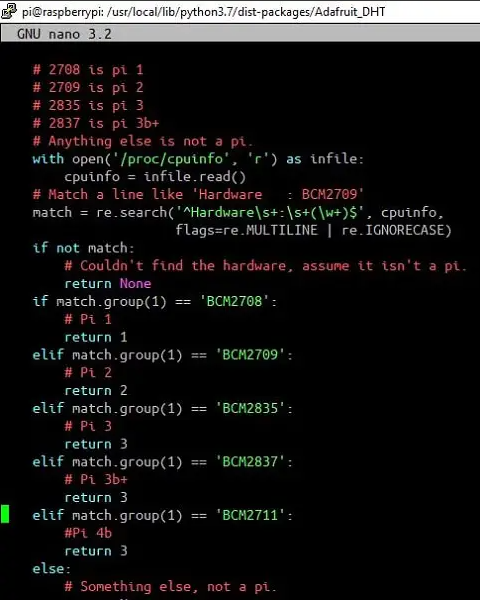 pi@raspberrypi: /usr/local/lib/python3.7/dist-packages/Adafruit_DHT
GNU nano 3.2
# 2708 is pi 1
# 2709 is pi 2
# 2835 is pi 3
# 2837 is pi 3b+
# Anything else is not a pi.
with open('/proc/cpuinfo', 'r') as infile:
    cpuinfo = infile.read()
# Match a line like 'Hardware   : BCM2709'
match = re.search('^Hardware\s+:\s+(\w+)$', cpuinfo,
                  flags=re.MULTILINE | re.IGNORECASE)
if not match:
    # Couldn't find the hardware, assume it isn't a pi.
    return None
if match.group(1) == 'BCM2708':
    # Pi 1
    return 1
elif match.group(1) == 'BCM2709':
    # Pi 2
    return 2
elif match.group(1) == 'BCM2835':
    # Pi 3
    return 3
elif match.group(1) == 'BCM2837':
    # Pi 3b+
    return 3
elif match.group(1) == 'BCM2711':
    #Pi 4b
    return 3
else:
    # Something else, not a pi.